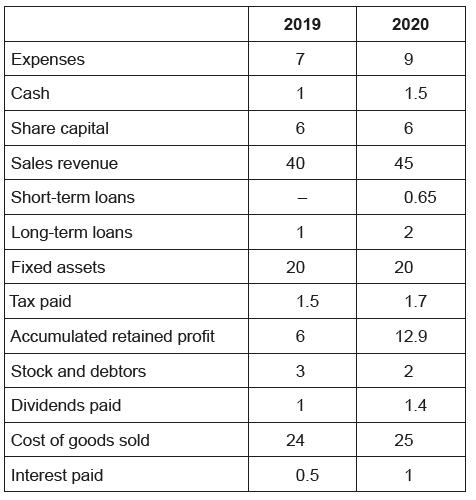 2019 2020
Expenses 7 9
Cash 1 1.5
Share capital 6 6
Sales revenue 40 45
Short-term loans – 0.65
Long-term loans 1 2
Fixed assets 20 20
Tax paid 1.5 1.7
Accumulated retained profit 6 12.9
Stock and debtors 3 2
Dividends paid 1 1.4
Cost of goods sold 24 25
Interest paid 0.5 1